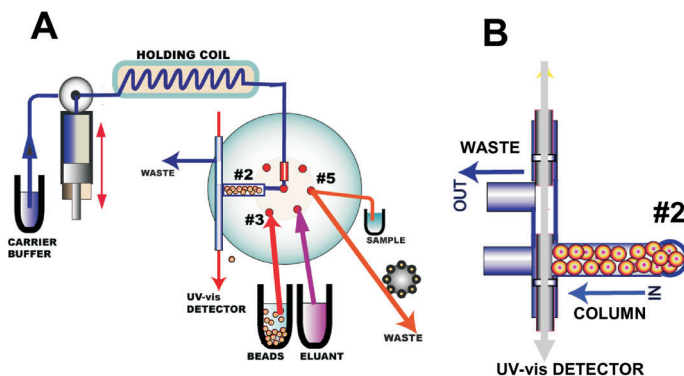 A
HOLDING COIL
WASTE
#2
#5
#3
CARRIER
BUFFER
SAMPLE
UV-vis
DETECTOR
BEADS
ELUANT
WASTE
B
WASTE
OUT
#2
IN
COLUMN
UV-vis DETECTOR